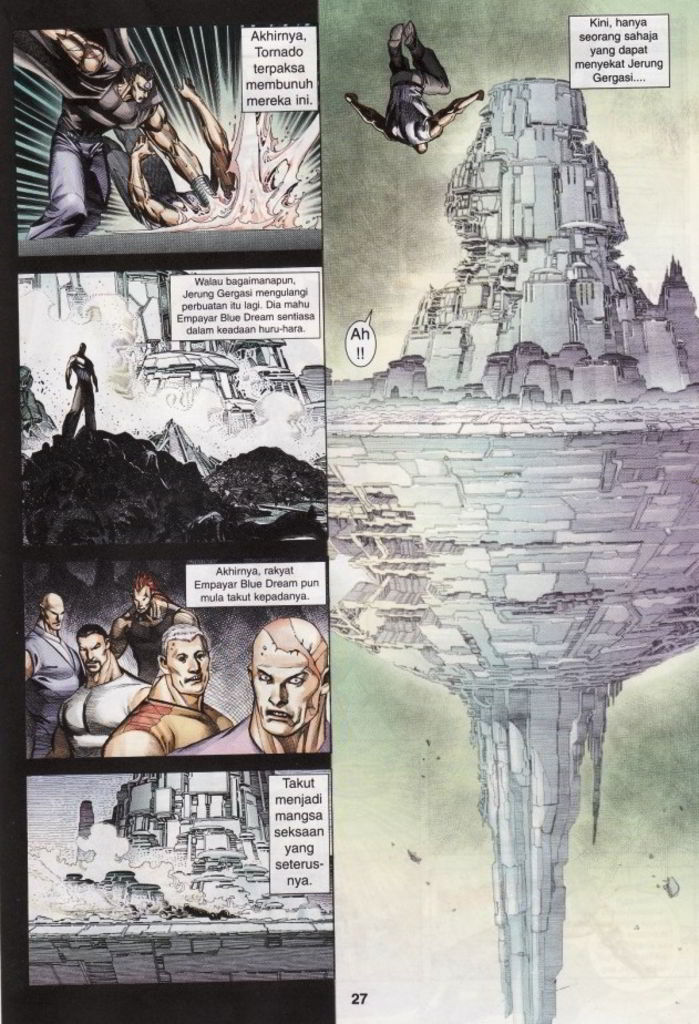 Akhirnya,
Tornado
terpaksa
membunuh
mereka ini.
Walau bagaimanapun,
Jerung Gergasi mengulangi
perbuatan itu lagi. Dia mahu
Empayar Blue Dream sentiasa
dalam keadaan huru-hara.
Akhirnya, rakyat
Empayar Blue Dream pun
mula takut kepadanya.
Takut
menjadi
mangsa
seksaan
yang
seterus-
nya.
Kini, hanya
seorang sahaja
yang dapat
menyekat Jerung
Gergasi....
Ah
!!
27